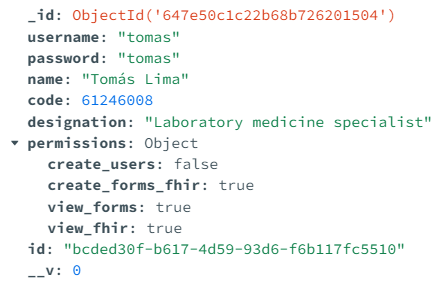 _id: ObjectId('647e50c1c22b68b726201504')
username: "tomas"
password: "tomas"
name: "Tomás Lima"
code: 61246008
designation: "Laboratory medicine specialist"
permissions: Object
create_users: false
create_forms_fhir: true
view_forms: true
view_fhir: true
id: "bcded30f-b617-4d59-93d6-f6b117fc5510"
__v: 0